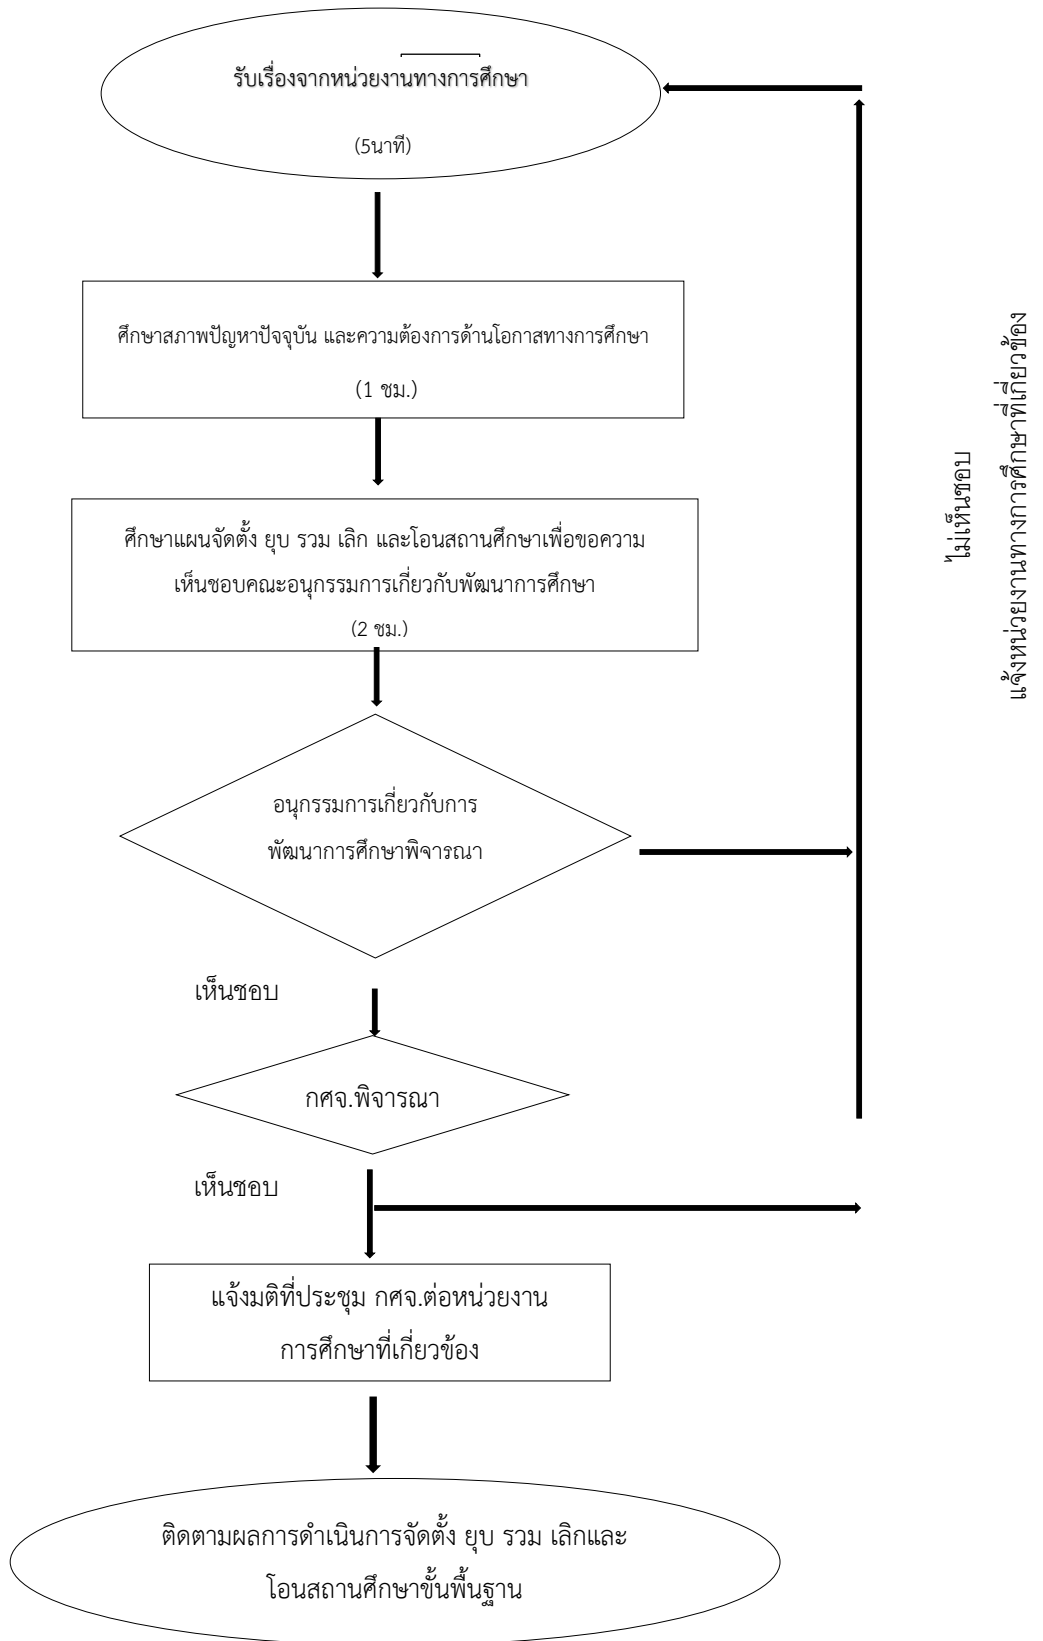 รับเรื่องจากหน่วยงานทางการศึกษา
(5นาที)
ศึกษาสภาพปัญหาปัจจุบัน และความต้องการด้านโอกาสทางการศึกษา
(1 ชม.)
ศึกษาแผนจัดตั้ง ยุบ รวม เลิก และโอนสถานศึกษาเพื่อขอความ
เห็นชอบคณะอนุกรรมการเกี่ยวกับพัฒนาการศึกษา
(2 ชม.)
อนุกรรมการเกี่ยวกับการ
พัฒนาการศึกษาพิจารณา
เห็นชอบ
กศจ.พิจารณา
เห็นชอบ
แจ้งมติที่ประชุม กศจ.ต่อหน่วยงาน
การศึกษาที่เกี่ยวข้อง
ติดตามผลการดำเนินการจัดตั้ง ยุบ รวม เลิกและ
โอนสถานศึกษาขั้นพื้นฐาน
ไม่เห็นชอบ
แจ้งหน่วยงานทางการศึกษาที่เกี่ยวข้อง